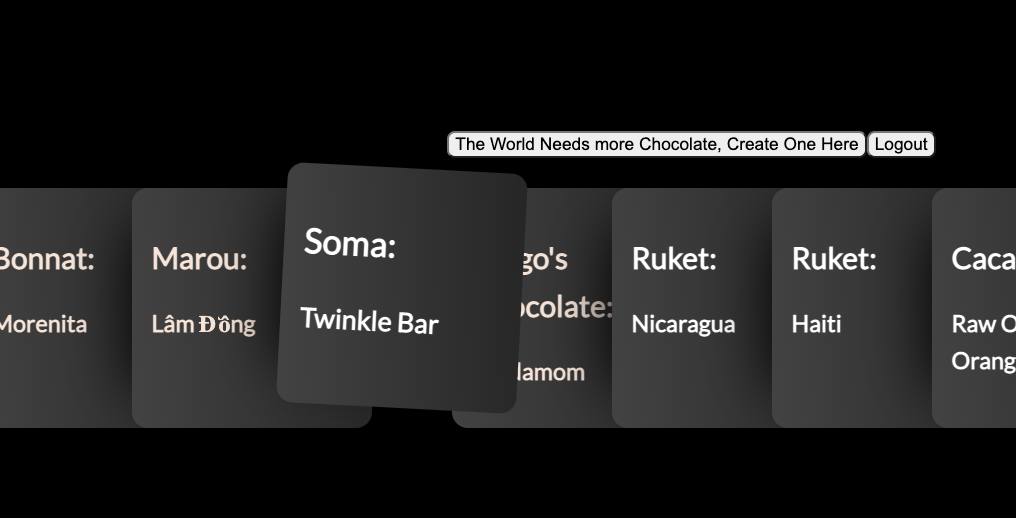 The World Needs more Chocolate, Create One Here
Logout
Bonnat:
Morenita
Marou:
Lâm Đồng
Soma:
Twinkle Bar
go's
ocolate:
lamom
Ruket:
Nicaragua
Ruket:
Haiti
Caca
Raw O
Orang